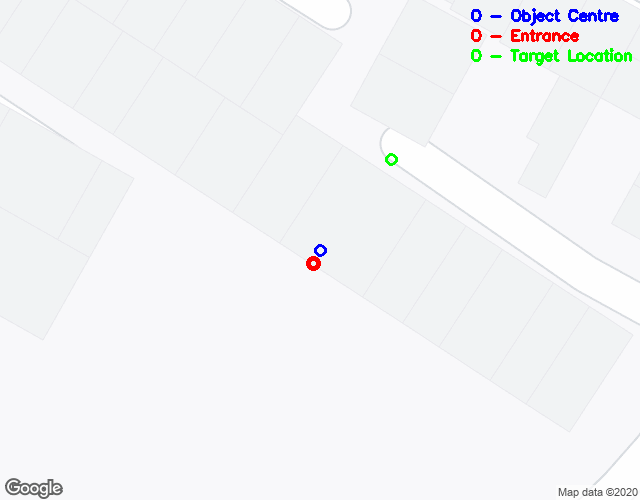 O - Object Centre
O - Entrance
O - Target Location
Google
Map data ©2020